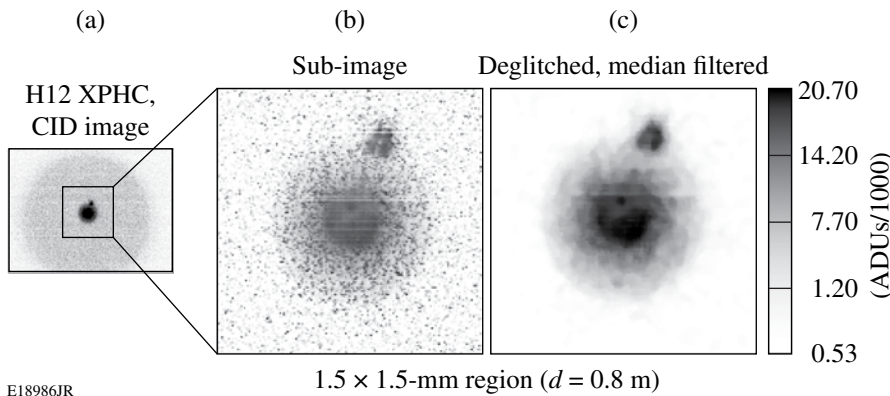 (a)
(b)
(c)
H12 XPHC,
CID image
Sub-image
Deglitched, median filtered
20.70
14.20
7.70
1.20
0.53
(ADUs/1000)
1.5 × 1.5-mm region (d = 0.8 m)
E18986JR